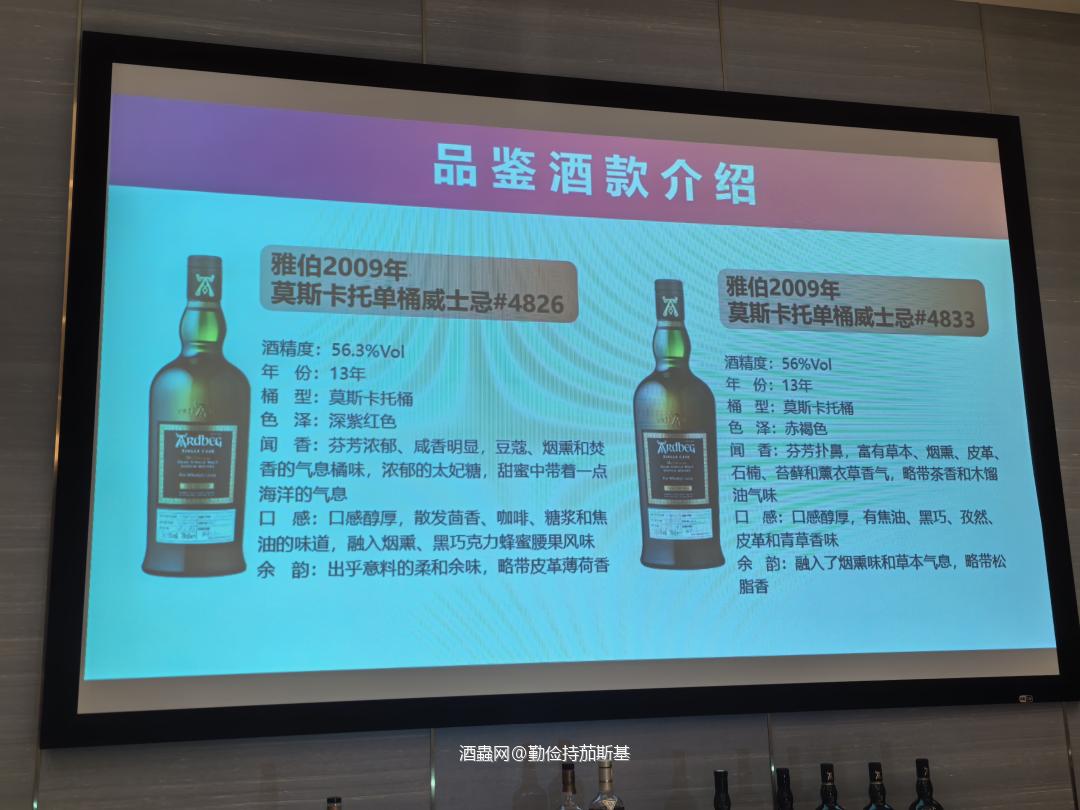 品鉴酒款介绍
雅伯2009年
莫斯卡托单桶威士忌#4826
酒精度：56.3%Vol
年 份：13年
桶 型：莫斯卡托桶
色 泽：深紫红色
闻 香：芬芳浓郁、咸香明显，豆蔻、烟熏和焚
香的气息橘味，浓郁的太妃糖，甜蜜中带着一点
海洋的气息
口 感：口感醇厚，散发茴香、咖啡、糖浆和焦
油的味道，融入烟熏、黑巧克力蜂蜜腰果风味
余 韵：出乎意料的柔和余味，略带皮革薄荷香
ARDBEG
SINGLE CASK
雅伯2009年
莫斯卡托单桶威士忌#4833
酒精度：56%Vol
年 份：13年
桶 型：莫斯卡托桶
色 泽：赤褐色
闻 香：芬芳扑鼻，富有草本、烟熏、皮革、
石楠、苔藓和薰衣草香气，略带茶香和木馏
油气味
口 感：口感醇厚，有焦油、黑巧、孜然、
皮革和青草香味
余 韵：融入了烟熏味和草本气息，略带松
脂香
ARDBEG
SINGLE CASK
酒蟲网@勤俭持茄斯基